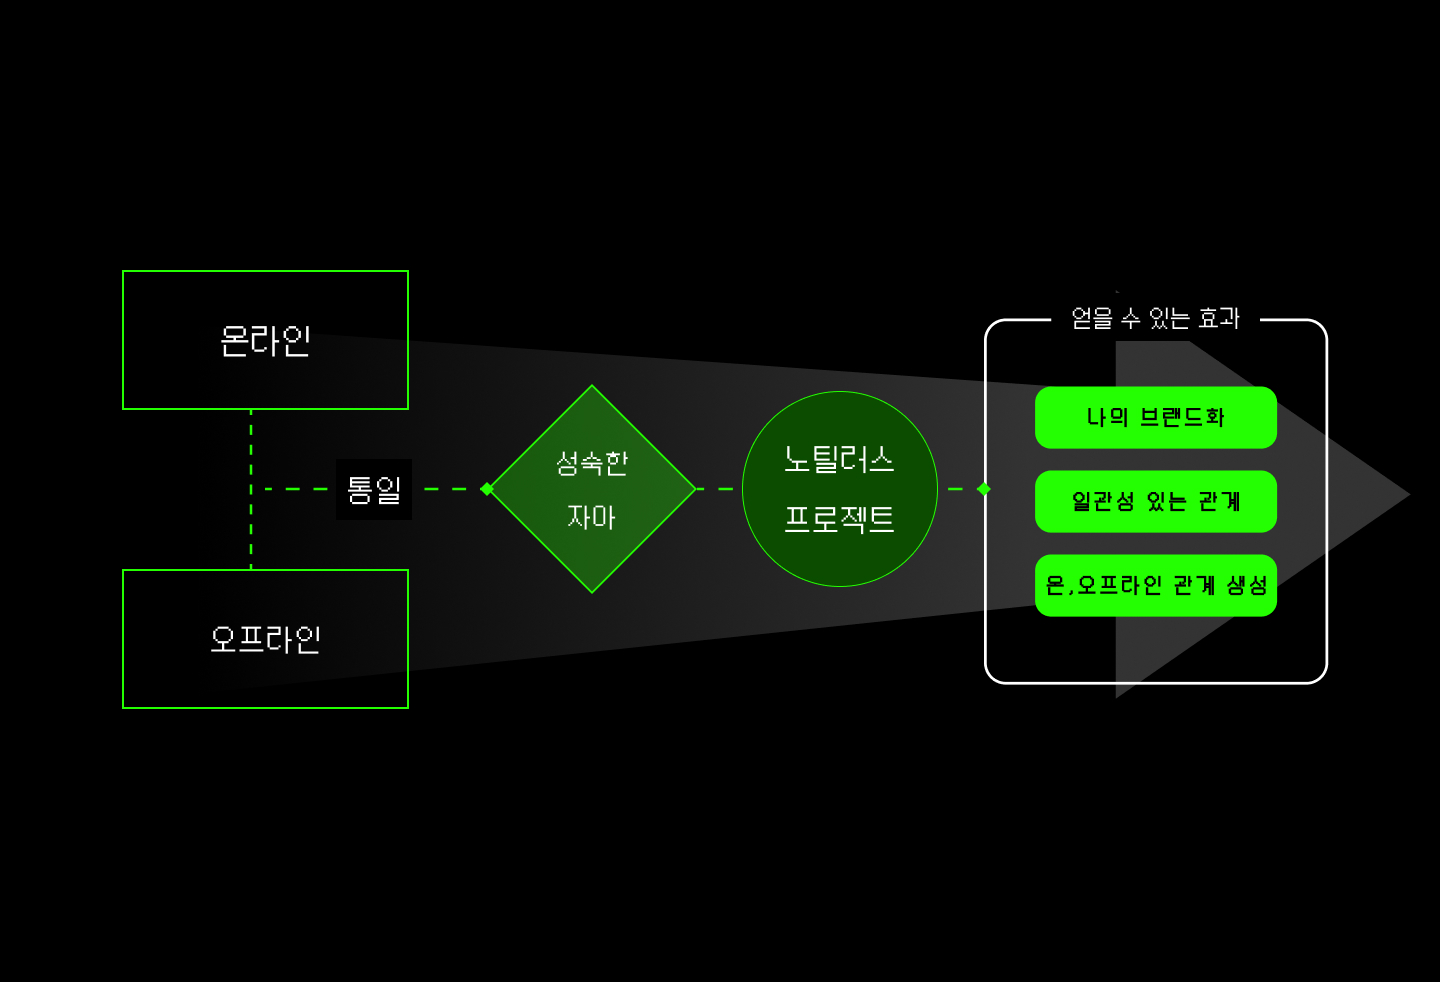 온라인
통일
오프라인
성숙한
자아
노틸러스
프로젝트
얻을 수 있는 효과
나의 브랜드화
일관성 있는 관계
온,오프라인 관계 생성